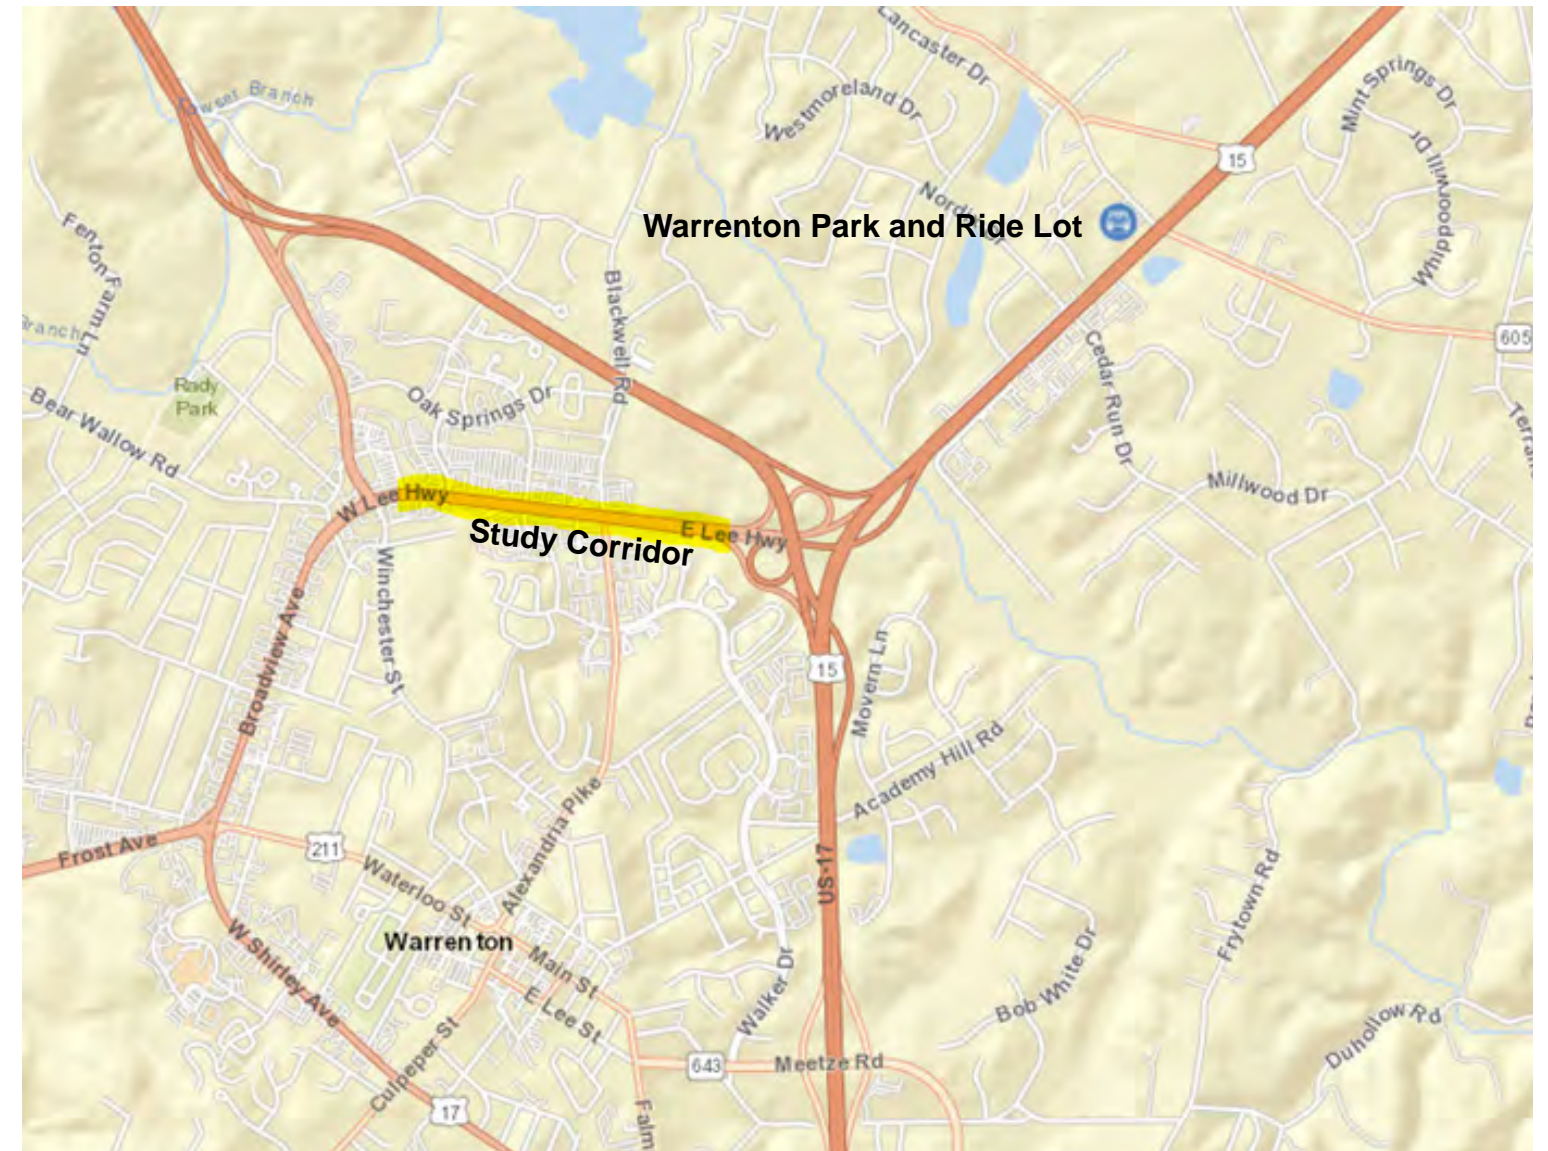 Lancaster Dr
Mint Springs Dr
Westmoreland Dr
Branch
Whippoorwill Dr
15
Nordix Dr
Warrenton Park and Ride Lot
Fenton Farm Ln
Blackwell Rd
Branch
605
Cedar Run Dr
Rady
Park
Oak Springs Dr
Bear Wallow Rd
Millwood Dr
W Lee Hwy
E Lee Hwy
Study Corridor
Winchester St
Broadview Ave
15
Movern Ln
Academy Hill Rd
Alexandria Pike
Frost Ave
211
Waterloo St
US-17
Frytown Rd
Warrenton
Main St
W Shirley Ave
E Lee St
Walker Dr
Bob White Dr
Duhollow Rd
Culpeper St
643
Meetze Rd
17
Falm